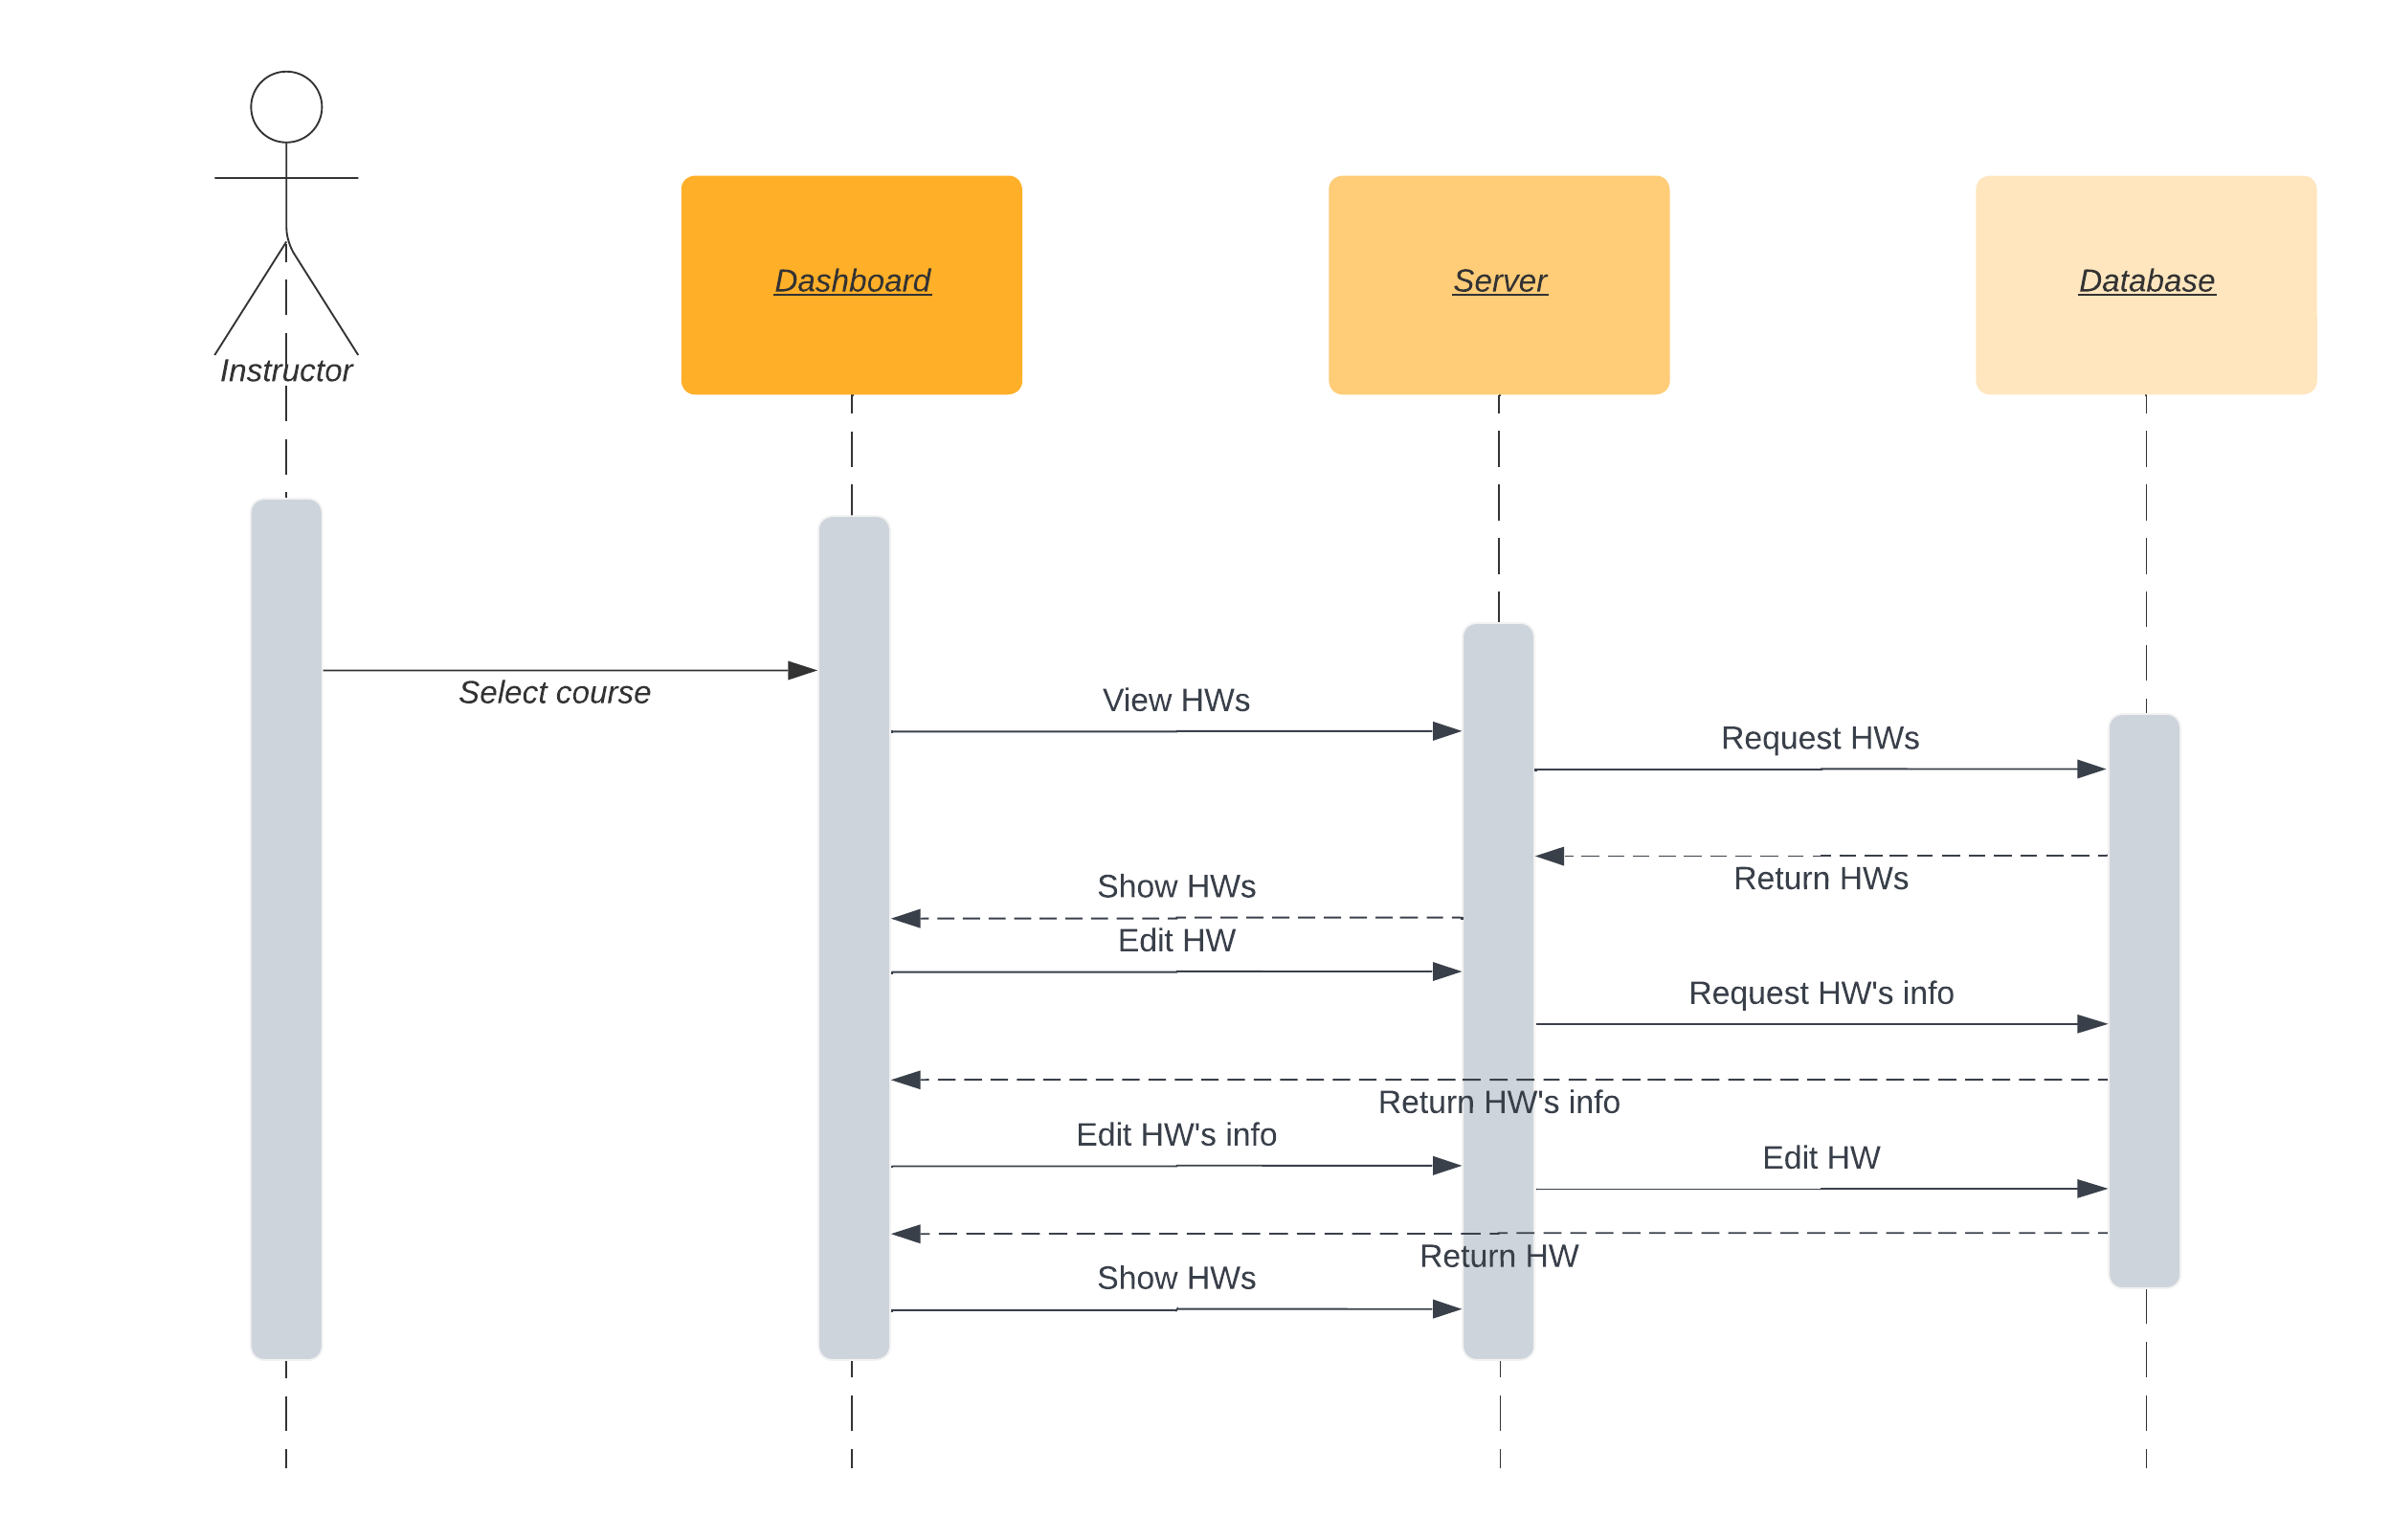 Dashboard
Server
Database
Instructor
Select course
View HWs
Request HWs
Return HWs
Show HWs
Edit HW
Request HW's info
Return HW's info
Edit HW's info
Edit HW
Return HW
Show HWs